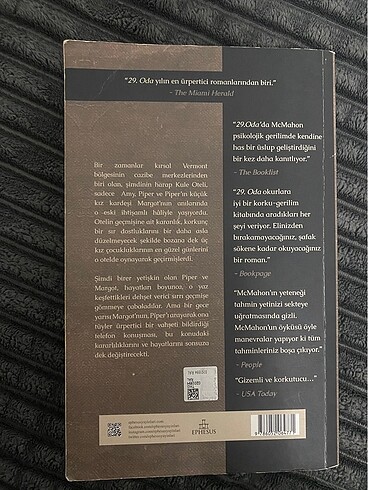 “29. Oda yılın en ürpertici romanlarından biri.”
- The Miami Herald
“29.Oda’da McMahon
psikolojik gerilimde kendine
has bir üslup geliştirdiğini
bir kez daha kanıtlıyor.”
- The Booklist
“29. Oda okurlara
iyi bir korku-gerilim
kitabında aradıkları her
şeyi veriyor. Elinizden
bırakamayacağınız, şafak
sökene kadar okuyacağınız
bir roman.”
- Bookpage
“McMahon’ın yeteneği
tahmin yetinizi sekteye
uğratmasında gizli.
McMahon’un öyküsü öyle
manevralar yapıyor ki tüm
tahminleriniz boşa çıkıyor.”
- People
“Gizemli ve korkutucu...”
- USA Today
Bir zamanlar kırsal Vermont
bölgesinin cazibe merkezlerinden
biri olan, şimdinin harap Kule Oteli,
sadece Amy, Piper ve Piper’ın küçük
kız kardeşi Margot’nun anılarında
o eski ihtişamlı hâliyle yaşıyordu.
Otelin geçmişine ait karanlık, korkunç
bir sır dostluklarını bir daha asla
düzelmeyecek şekilde bozana dek üç
kız çocukluklarının en güzel günlerini
o otelde oynayarak geçirmişlerdi.
Şimdi birer yetişkin olan Piper ve
Margot, hayatları boyunca, o yaz
keşfettikleri dehşet verici sırrı geçmişe
gömmeye çabaladılar. Ama bir gece
yarısı Margot’nun, Piper’ı arayarak ona
tüyler ürpertici bir vahşeti bildirdiği
telefon konuşması, bu konudaki
kararlılıklarını ve hayatlarını sonsuza
dek değiştirecekti.
EPHESUS